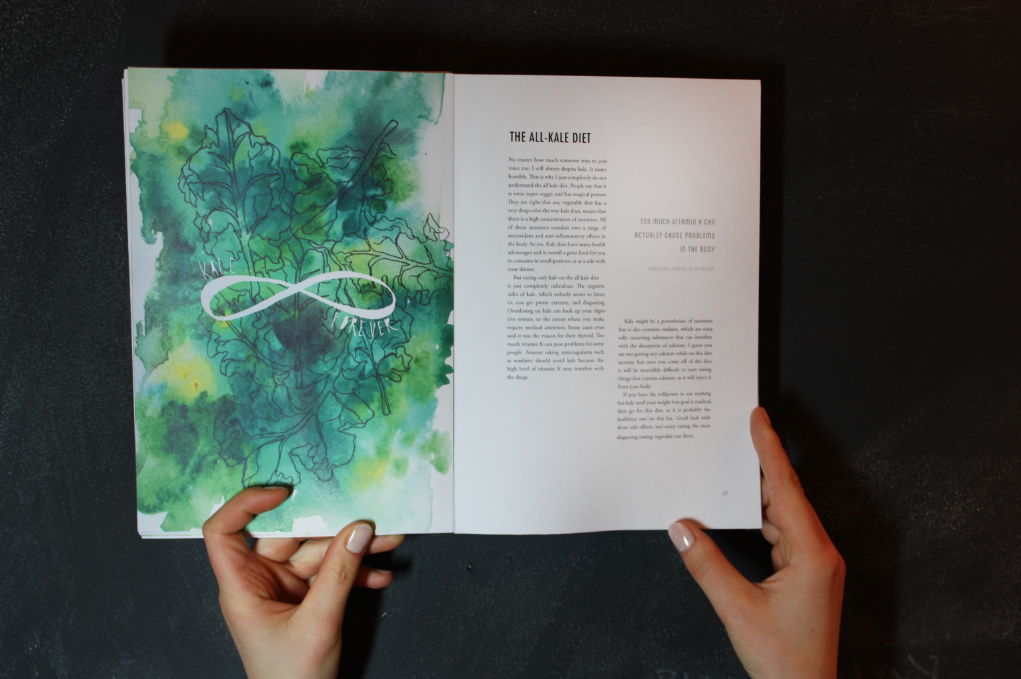 KALE
FOREVER
THE ALL-KALE DIET
No matter how much someone tries to con-
vince me: I will always despise kale. It tastes
horrible. That is why I just completely do not
understand the all-kale diet. People say that it
is some super veggie and has magical powers.
They are right that any vegetable that has a
very deep color the way kale does, means that
there is a high concentration of nutrients. All
of those nutrients transfers into a range of
antioxidant and anti-inflammatory effects in
the body. So yes, Kale does have many health
advantages and is overall a great food for you
to consume in small portions or as a side with
your dinner.
But eating only kale on the all kale diet
is just completely ridiculous. The negative
sides of kale, which nobody seems to listen
to, can get pretty extreme, and disgusting.
Overdosing on kale can back up your diges-
tive system, to the extent where you make
require medical attention. Some cases even
said it was the reason for their thyroid. Too
much vitamin K can pose problems for some
people. Anyone taking anticoagulants such
as warfarin should avoid kale because the
high level of vitamin K may interfere with
the drugs.
TOO MUCH VITAMIN K CAN
ACTUALLY CAUSE PROBLEMS
IN THE BODY
AMERICAN JOURNAL OF NUTRITION
Kale might be a powerhouse of nutrients
but is also contains oxalates, which are natu-
rally occurring substances that can interfere
with the absorption of calcium. I guess you
are not getting any calcium while on this diet
anyway, but once you come off of the diet,
it will be incredibly difficult to start eating
things that contain calcium, as it will reject it
from your body.
If you have the willpower to eat nothing
but kale until your weight loss goal is reached,
then go for this diet, as it is probably the
healthiest one on this list. Good luck with
those side effects, and enjoy eating the most
disgusting tasting vegetable out there.